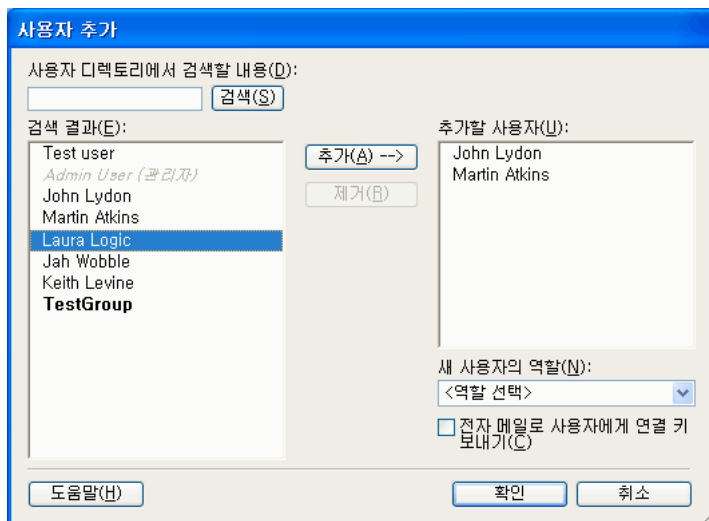 사용자 추가
사용자 디렉토리에서 검색할 내용(D):
검색(S)
검색 결과(E):
Test user
Admin User (관리자)
John Lydon
Martin Atkins
Laura Logic
Jah Wobble
Keith Levine
TestGroup
추가(A) -->
제거(R)
추가할 사용자(U):
John Lydon
Martin Atkins
새 사용자의 역할(N):
<역할 선택>
전자 메일로 사용자에게 연결 키
보내기(C)
도움말(H)
확인
취소